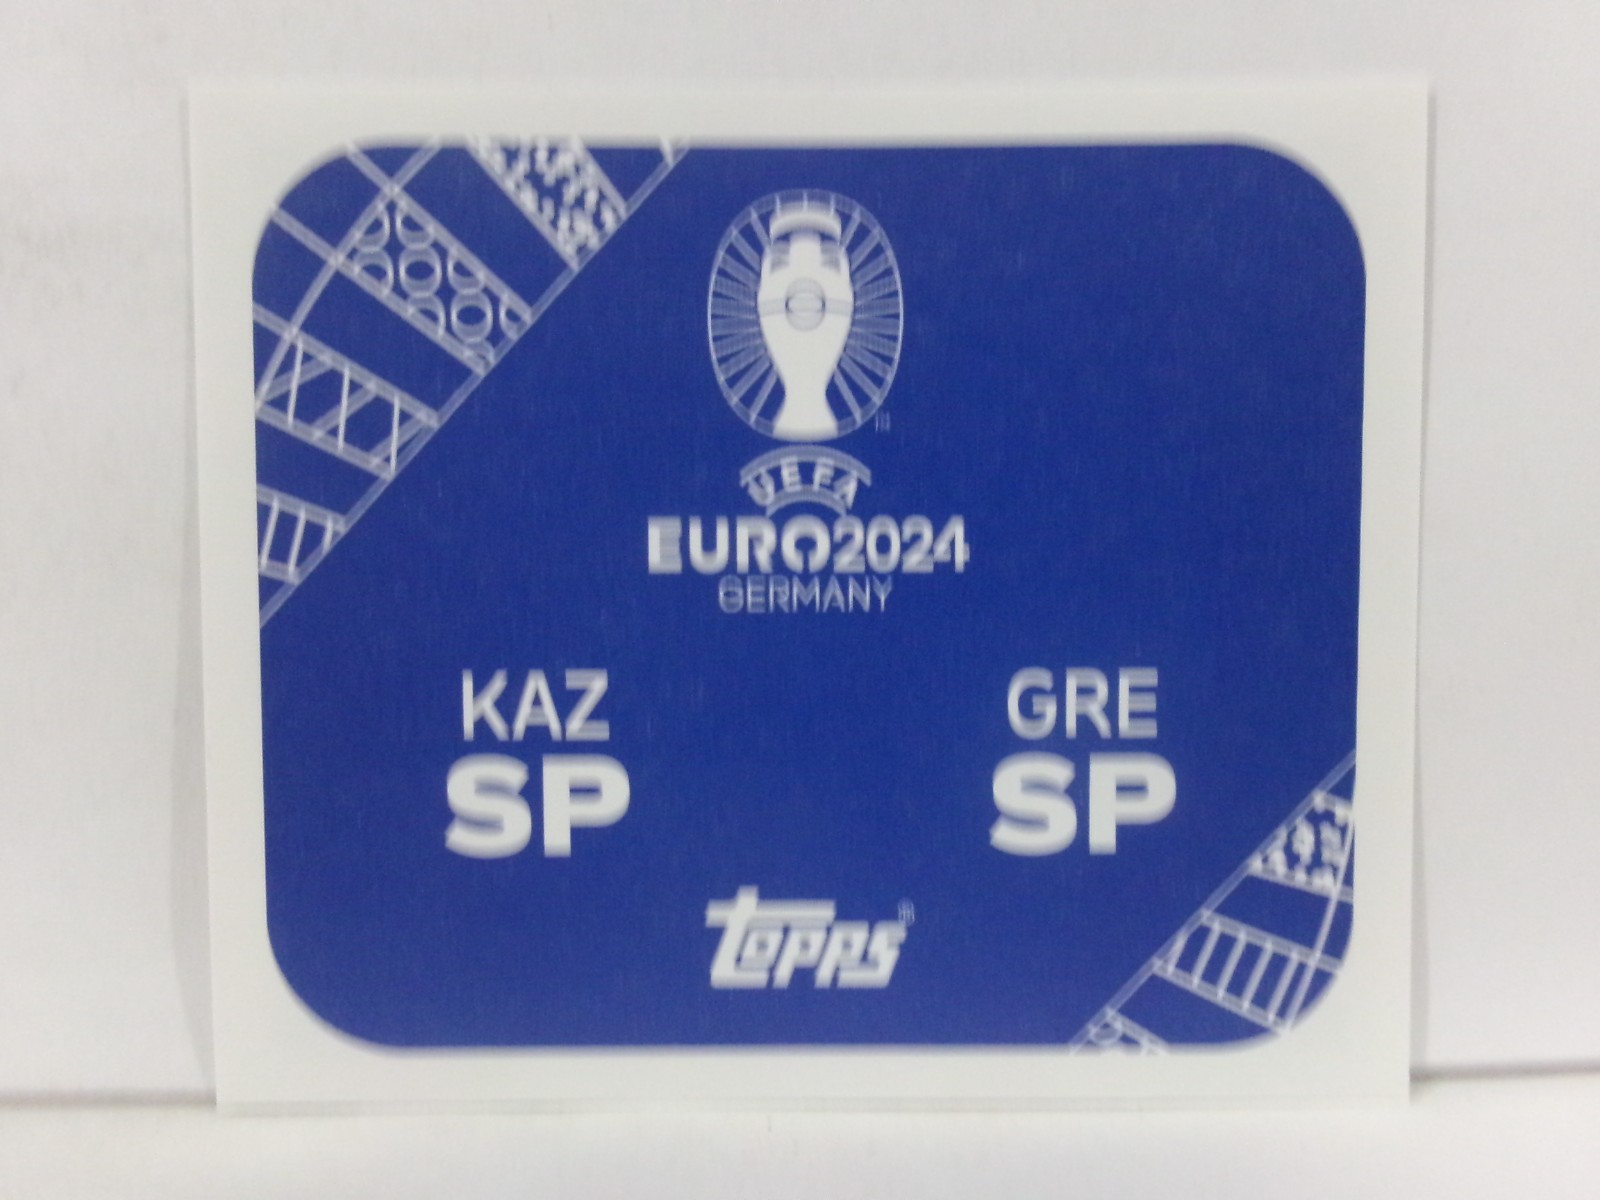 UEFA
EURO2024
GERMANY
KAZ GRE
SP SP
Topps®